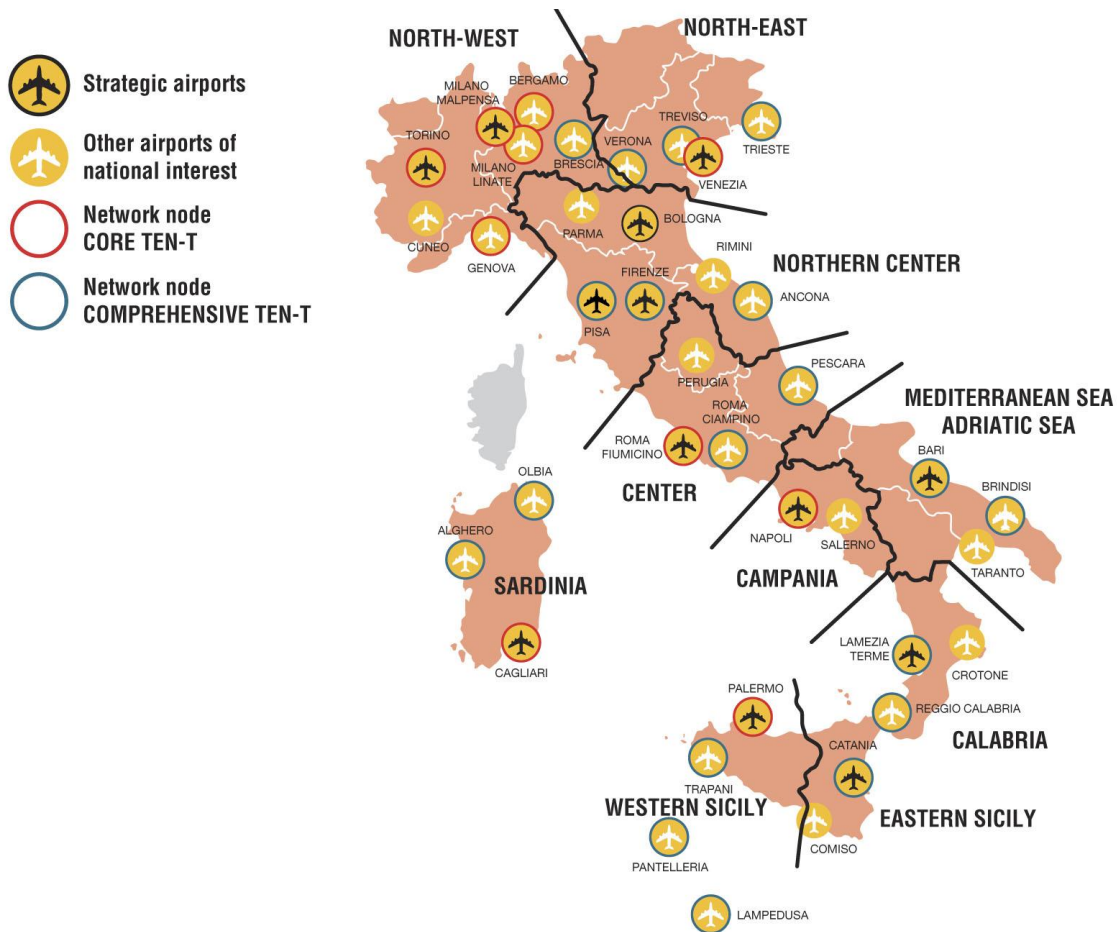 Strategic airports
Other airports of
national interest
Network node
CORE TEN-T
Network node
COMPREHENSIVE TEN-T
NORTH-WEST
NORTH-EAST
BERGAMO
MILANO
MALPENSA
TORINO
MILANO
LINATE
BRESCIA
VERONA
TREVISO
TRIESTE
VENEZIA
CUNEO
GENOVA
PARMA
BOLOGNA
RIMINI
FIRENZE
PISA
NORTHERN CENTER
ANCONA
PERUGIA
PESCARA
ROMA
CIAMPINO
ROMA
FIUMICINO
CENTER
MEDITERRANEAN SEA
ADRIATIC SEA
BARI
BRINDISI
TARANTO
NAPOLI
SALERNO
CAMPANIA
OLBIA
ALGHERO
SARDINIA
CAGLIARI
LAMEZIA
TERME
CROTONE
REGGIO CALABRIA
CALABRIA
PALERMO
TRAPANI
WESTERN SICILY
CATANIA
EASTERN SICILY
COMISO
PANTELLERIA
LAMPEDUSA